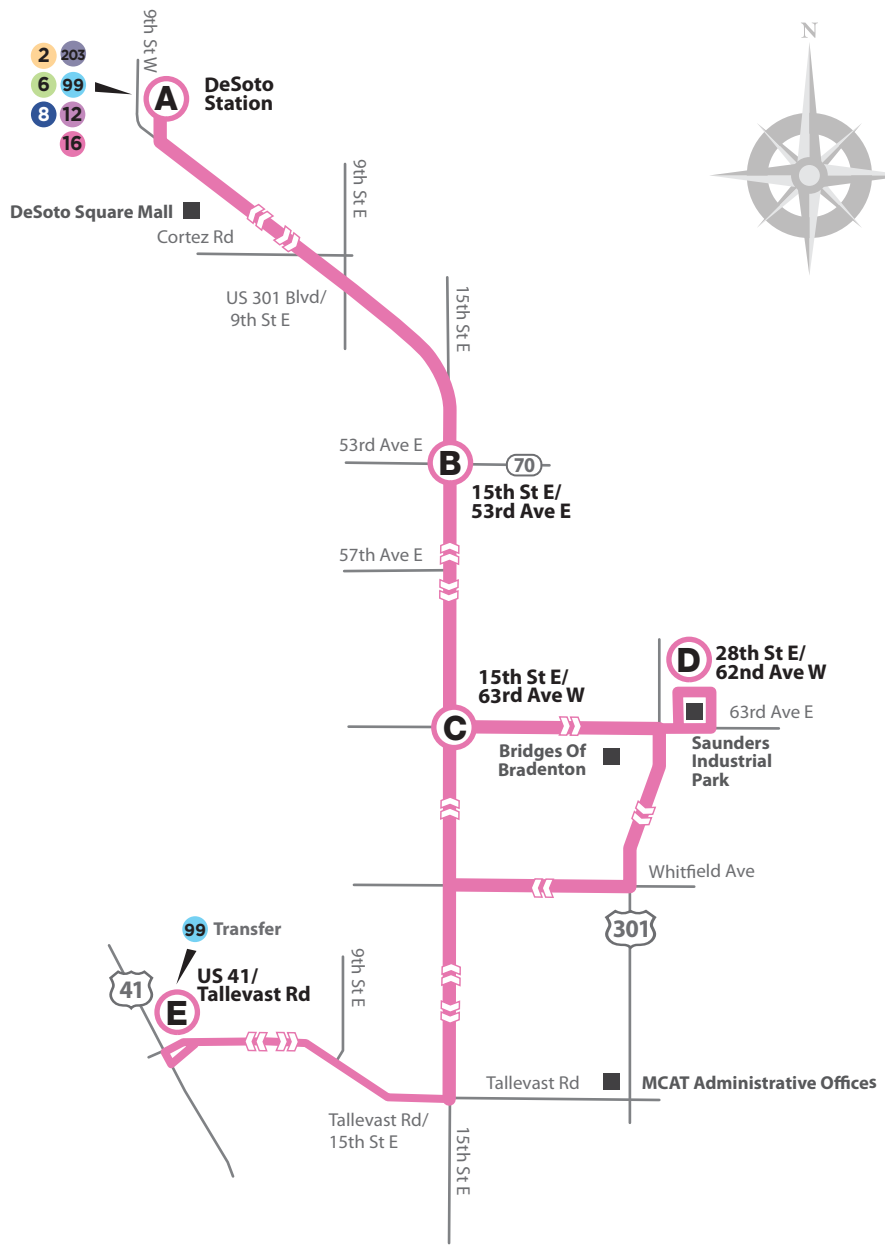 9th St W
N
2
203
6
99
8
12
16
A
DeSoto
Station
9th St E
DeSoto Square Mall
Cortez Rd
US 301 Blvd/
9th St E
15th St E
53rd Ave E
B
70
15th St E/
53rd Ave E
57th Ave E
15th St E/
63rd Ave W
D
28th St E/
62nd Ave W
C
63rd Ave E
Bridges Of
Bradenton
Saunders
Industrial
Park
Whitfield Ave
99 Transfer
301
9th St E
US 41/
Tallevast Rd
41
E
Tallevast Rd
MCAT Administrative Offices
Tallevast Rd/
15th St E
15th St E